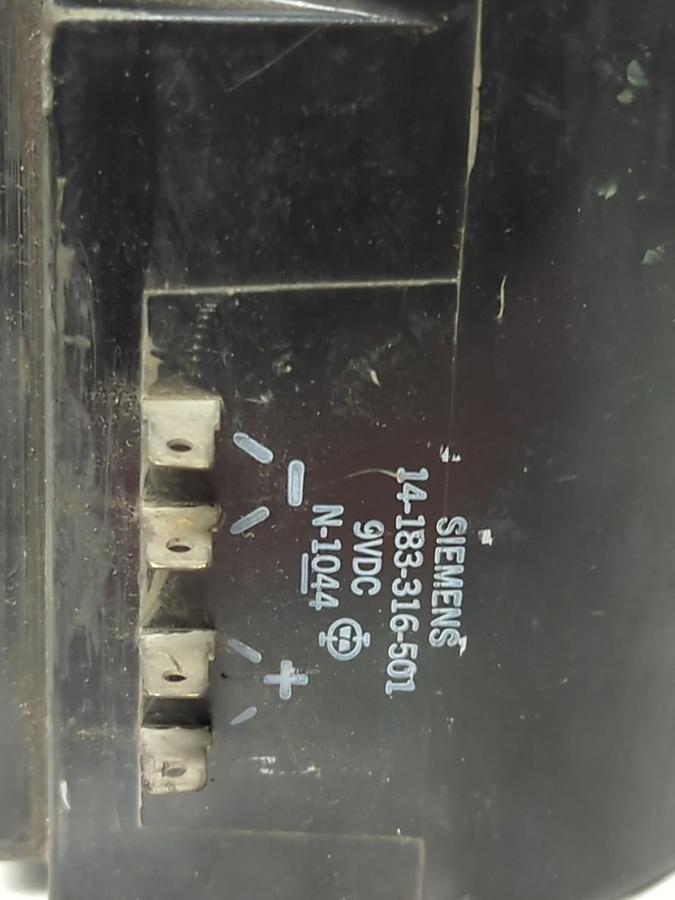 SIEMENS
14-183-316-501
9VDC
N-1044
− +